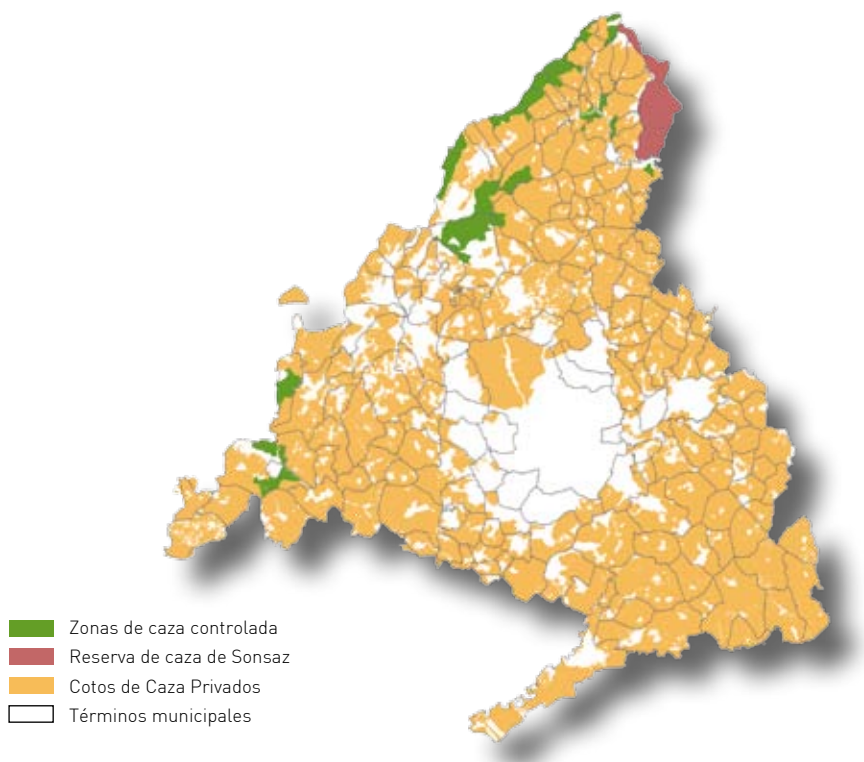 Zonas de caza controlada
Reserva de caza de Sonsaz
Cotos de Caza Privados
Términos municipales